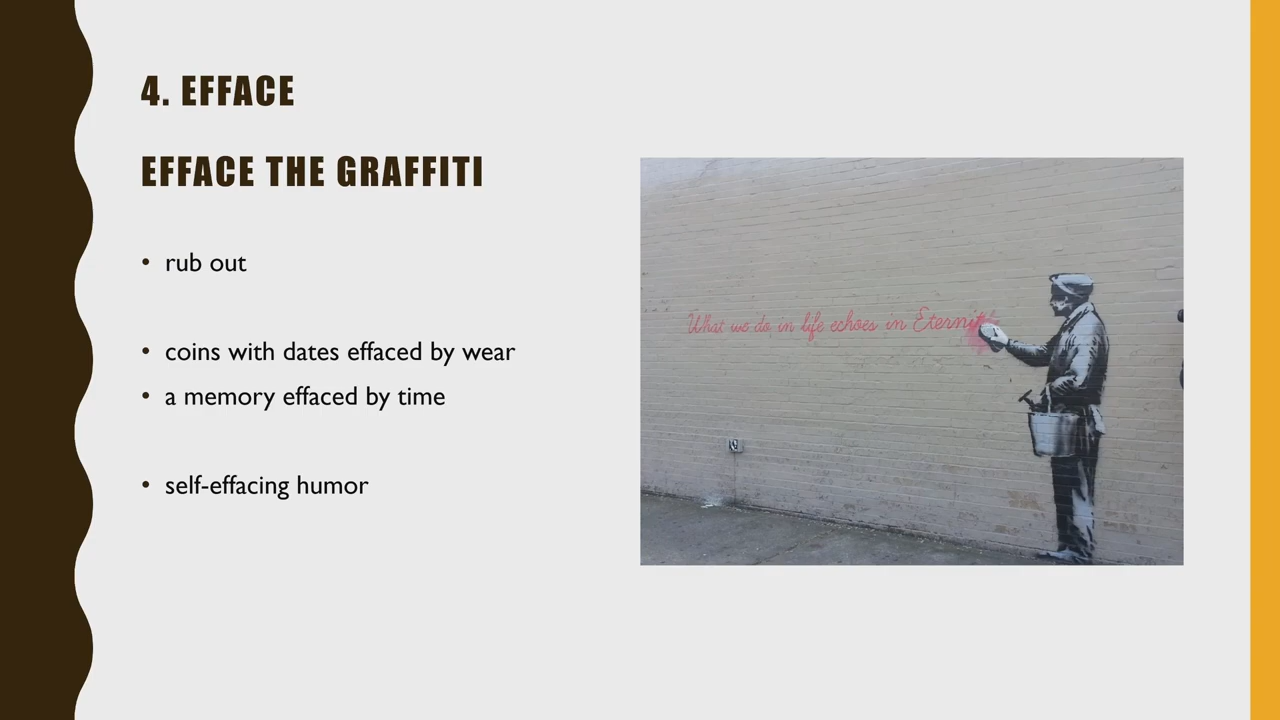 4. EFFACE
EFFACE THE GRAFFITI
• rub out
• coins with dates effaced by wear
• a memory effaced by time
• self-effacing humor
What we do in life echoes in Eternity